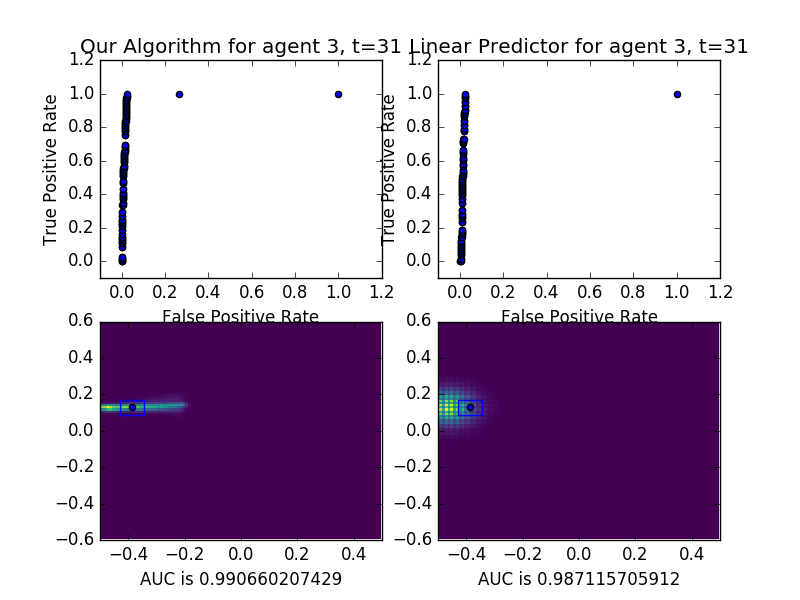 Our Algorithm for agent 3, t=31
Linear Predictor for agent 3, t=31
True Positive Rate
1.2
1.0
0.8
0.6
0.4
0.2
0.0
0.0 0.2 0.4 0.6 0.8 1.0 1.2
False Positive Rate
True Positive Rate
1.2
1.0
0.8
0.6
0.4
0.2
0.0
0.0 0.2 0.4 0.6 0.8 1.0 1.2
False Positive Rate
0.6
0.4
0.2
0.0
−0.2
−0.4
−0.6
−0.4 −0.2 0.0 0.2 0.4
AUC is 0.990660207429
0.6
0.4
0.2
0.0
−0.2
−0.4
−0.6
−0.4 −0.2 0.0 0.2 0.4
AUC is 0.987115705912